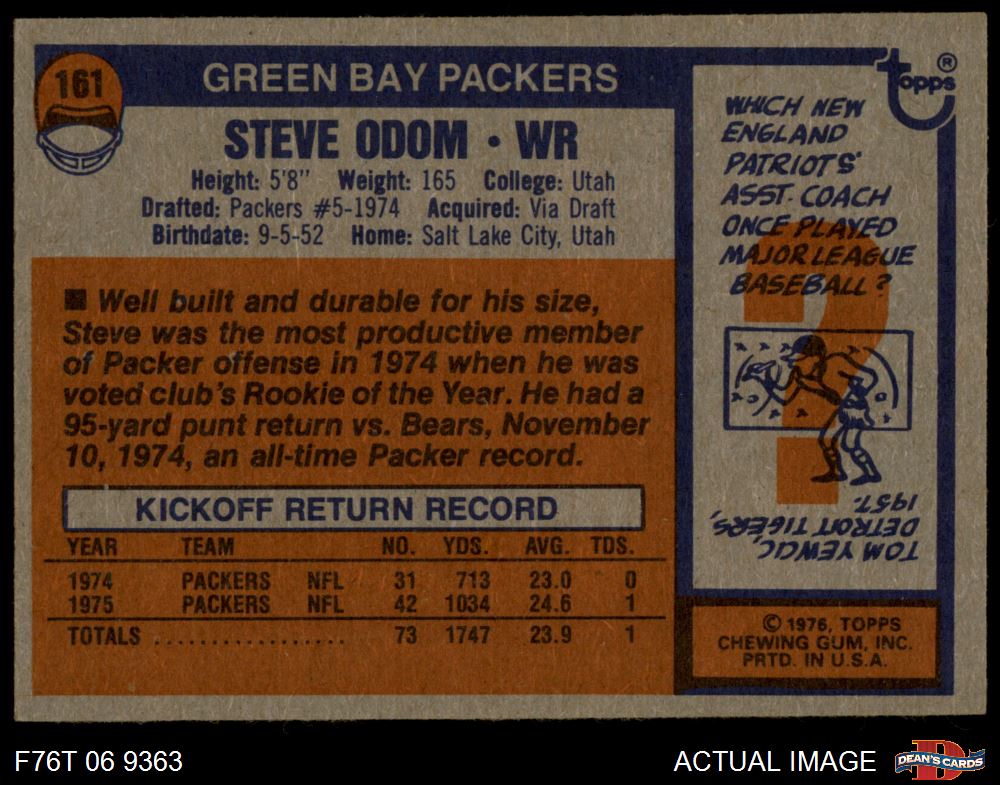 161
GREEN BAY PACKERS
STEVE ODOM • WR
Height: 5'8" Weight: 165 College: Utah
Drafted: Packers #5-1974 Acquired: Via Draft
Birthdate: 9-5-52 Home: Salt Lake City, Utah
■ Well built and durable for his size,
Steve was the most productive member
of Packer offense in 1974 when he was
voted club's Rookie of the Year. He had a
95-yard punt return vs. Bears, November
10, 1974, an all-time Packer record.
KICKOFF RETURN RECORD
YEAR TEAM NO. YDS. AVG. TDS.
1974 PACKERS NFL 31 713 23.0 0
1975 PACKERS NFL 42 1034 24.6 1
TOTALS .................. 73 1747 23.9 1
Topps ®
WHICH NEW
ENGLAND
PATRIOTS'
ASST. COACH
ONCE PLAYED
MAJOR LEAGUE
BASEBALL?
?
TOM YEWCIC,
DETROIT TIGERS,
1957.
© 1976, TOPPS
CHEWING GUM, INC.
PRTD. IN U.S.A.
F76T 06 9363
ACTUAL IMAGE
D
DEAN'S CARDS